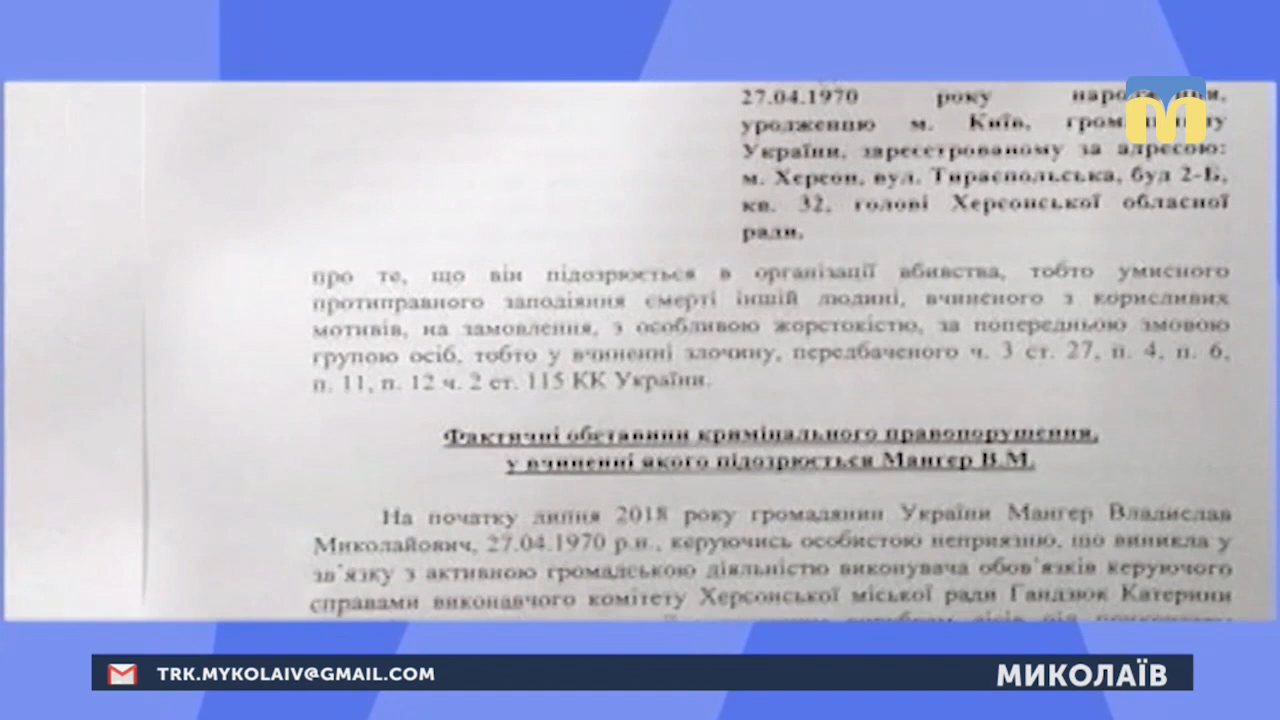 27.04.1970 року народження,
уродженцю м. Київ, громадянину
України, зареєстрованому за адресою:
м. Херсон, вул. Тираспольська, буд 2-Б,
кв. 32, голові Херсонської обласної
ради,
про те, що він підозрюється в організації вбивства, тобто умисного
протиправного заподіяння смерті іншій людині, вчиненого з корисливих
мотивів, на замовлення, з особливою жорстокістю, за попередньою змовою
групою осіб, тобто у вчиненні злочину, передбаченого ч. 3 ст. 27, п. 4, п. 6,
п. 11, п. 12 ч. 2 ст. 115 КК України.
Фактичні обставини кримінального правопорушення,
у вчиненні якого підозрюється Мангер В.М.
На початку липня 2018 року громадянин України Мангер Владислав
Миколайович, 27.04.1970 р.н., керуючись особистою неприязню, що виникла у
зв'язку з активною громадською діяльністю виконувача обов'язків керуючого
справами виконавчого комітету Херсонської міської ради Гандзюк Катерини
TRK.MYKOLAIV@GMAIL.COM
МИКОЛАЇВ